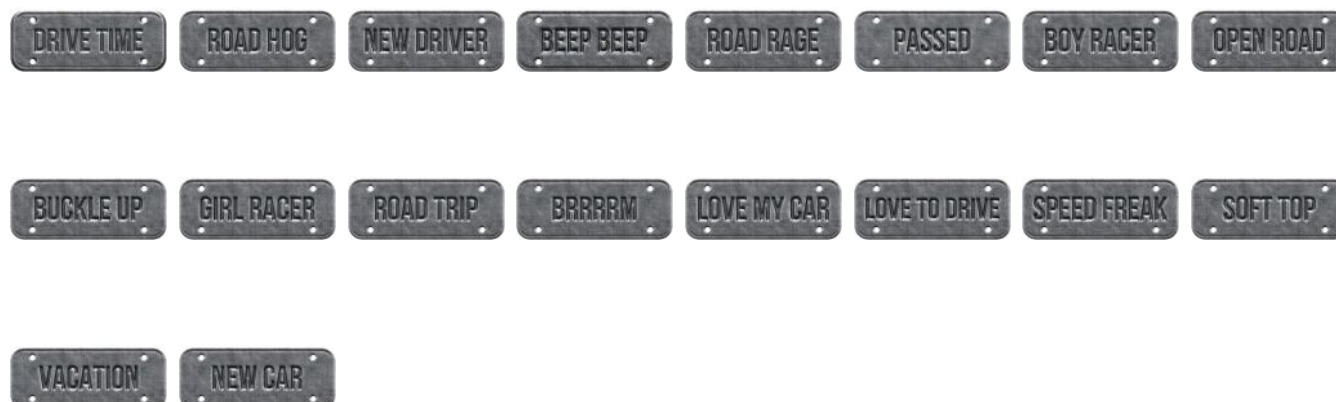 DRIVE TIME
ROAD HOG
NEW DRIVER
BEEP BEEP
ROAD RAGE
PASSED
BOY RACER
OPEN ROAD
BUCKLE UP
GIRL RACER
ROAD TRIP
BRRRRM
LOVE MY CAR
LOVE TO DRIVE
SPEED FREAK
SOFT TOP
VACATION
NEW CAR